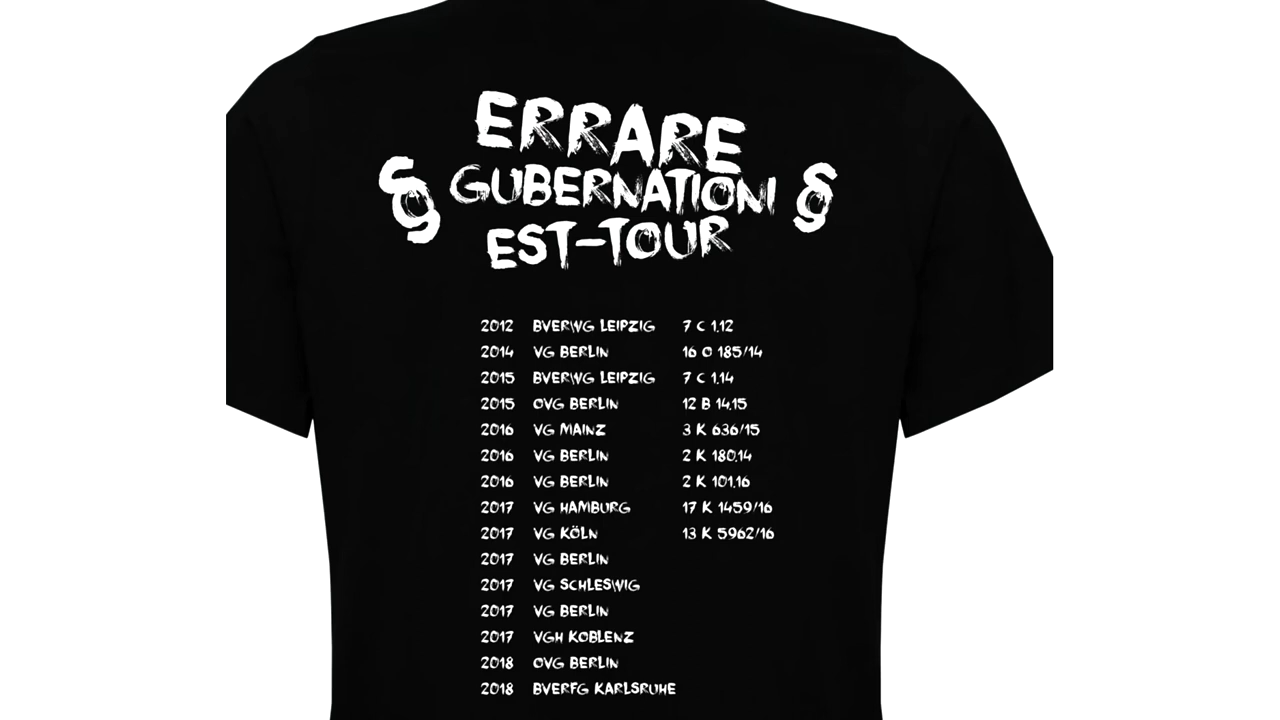 ERRARE
§ GUBERNATIONI §
EST-TOUR
2012 BVERWG LEIPZIG 7 C 1.12
2014 VG BERLIN 16 O 185/14
2015 BVERWG LEIPZIG 7 C 1.14
2015 OVG BERLIN 12 B 14.15
2016 VG MAINZ 3 K 636/15
2016 VG BERLIN 2 K 180.14
2016 VG BERLIN 2 K 101.16
2017 VG HAMBURG 17 K 1459/16
2017 VG KÖLN 13 K 5962/16
2017 VG BERLIN
2017 VG SCHLESWIG
2017 VG BERLIN
2017 VGH KOBLENZ
2018 OVG BERLIN
2018 BVERFG KARLSRUHE